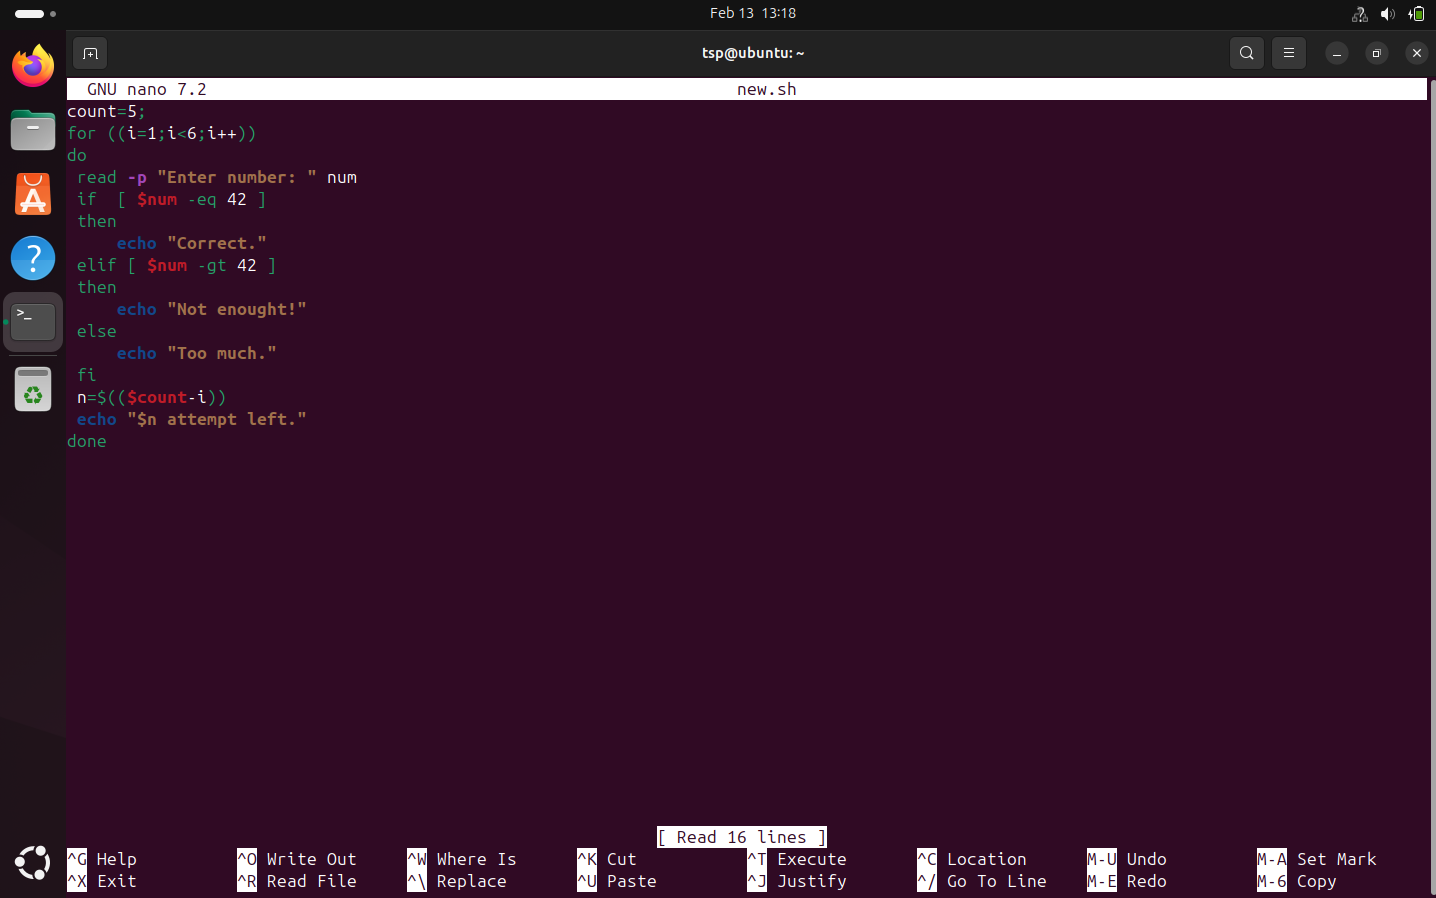 Feb 13 13:18
tsp@ubuntu: ~
GNU nano 7.2 new.sh
count=5;
for ((i=1;i<6;i++))
do
 read -p "Enter number: " num
 if  [ $num -eq 42 ]
 then
     echo "Correct."
 elif [ $num -gt 42 ]
 then
     echo "Not enought!"
 else
     echo "Too much."
 fi
 n=$(($count-i))
 echo "$n attempt left."
done
[ Read 16 lines ]
^G Help ^O Write Out ^W Where Is ^K Cut ^T Execute ^C Location M-U Undo M-A Set Mark
^X Exit ^R Read File ^\ Replace ^U Paste ^J Justify ^/ Go To Line M-E Redo M-6 Copy